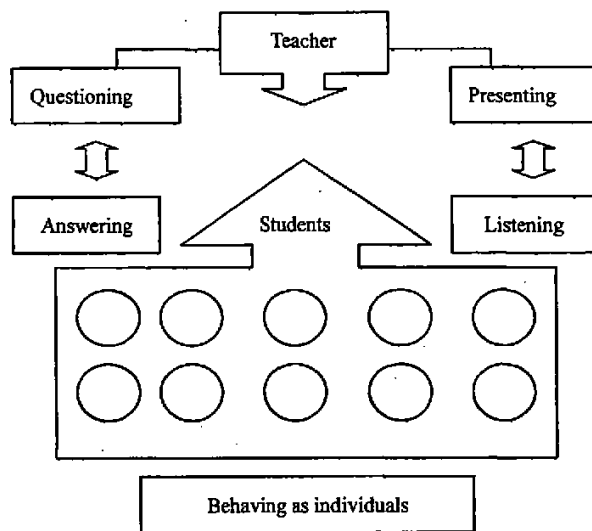 Teacher
Questioning
Presenting
Answering
Students
Listening
Behaving as individuals